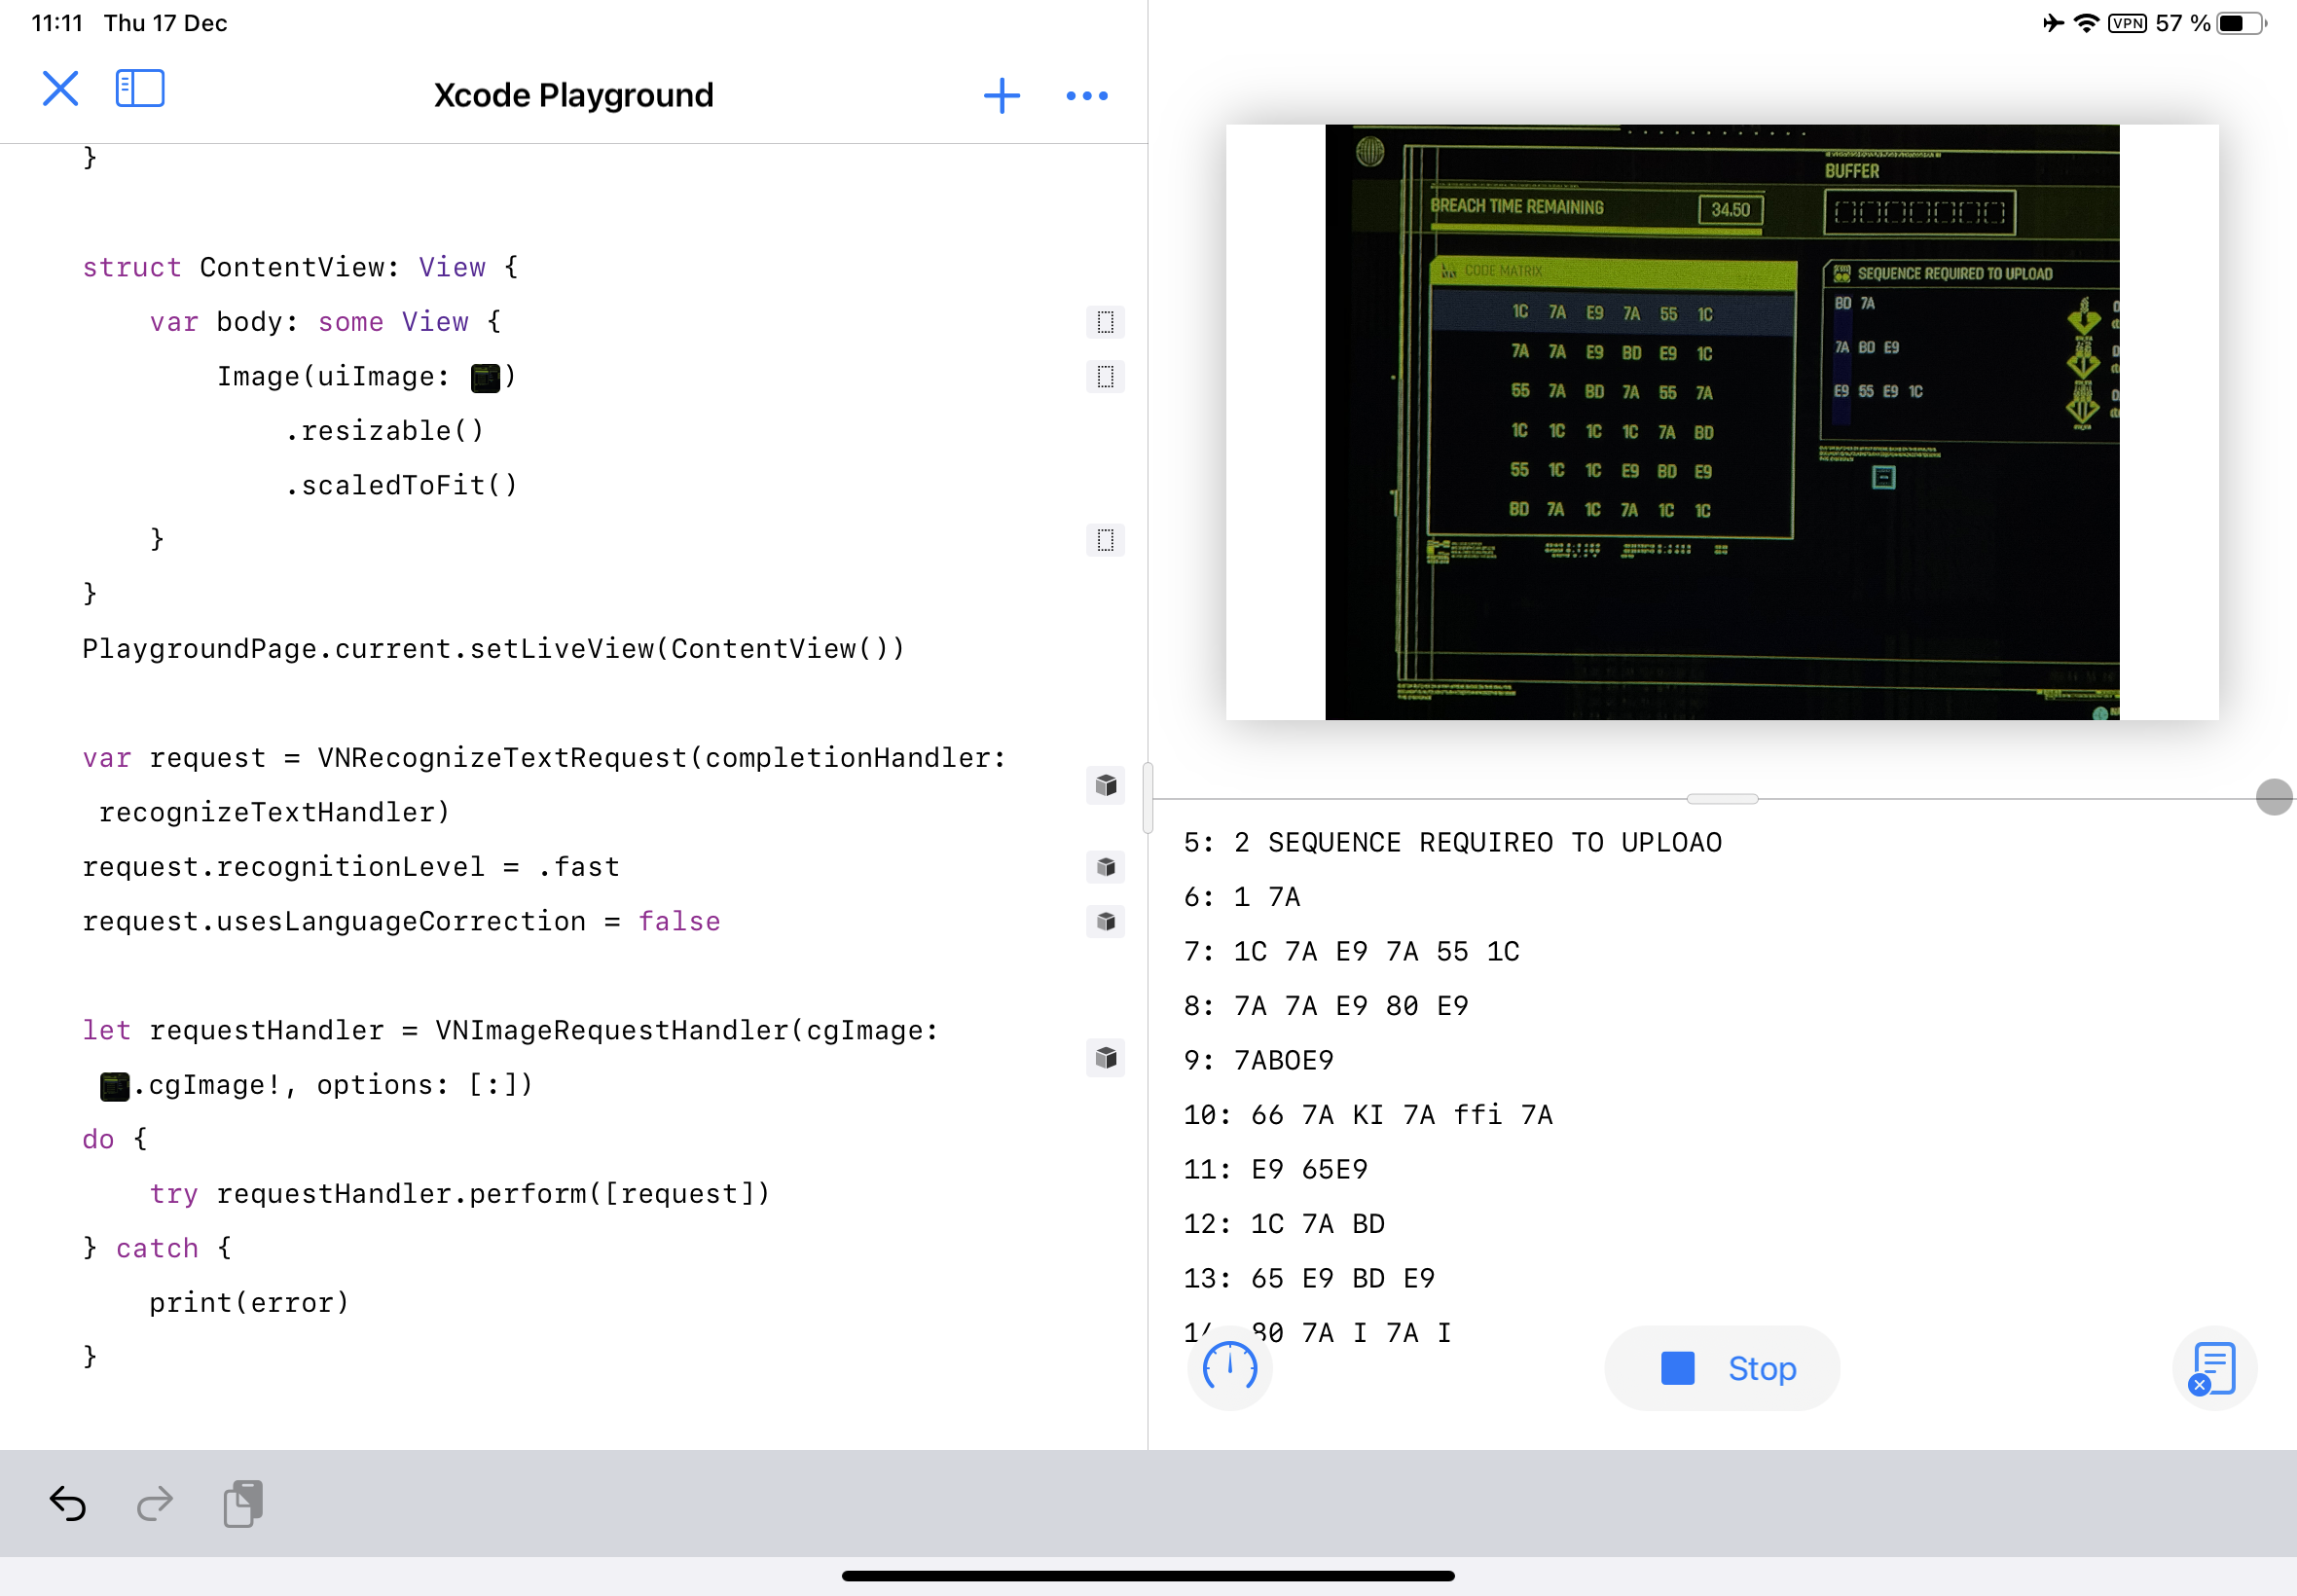 11:11 Thu 17 Dec
VPN 57 %
Xcode Playground
}
struct ContentView: View {
var body: some View {
Image(uiImage: )
.resizable()
.scaledToFit()
}
}
PlaygroundPage.current.setLiveView(ContentView())
var request = VNRecognizeTextRequest(completionHandler:
recognizeTextHandler)
request.recognitionLevel = .fast
request.usesLanguageCorrection = false
let requestHandler = VNImageRequestHandler(cgImage:
.cgImage!, options: [:])
do {
try requestHandler.perform([request])
} catch {
print(error)
}
BUFFER
BREACH TIME REMAINING 34.50
CODE MATRIX
1C 7A E9 7A 55 1C
7A 7A E9 BD E9 1C
55 7A BD 7A 55 7A
1C 1C 1C 1C 7A BD
55 1C 1C E9 BD E9
BD 7A 1C 7A 1C 1C
SEQUENCE REQUIRED TO UPLOAD
BD 7A
7A BD E9
E9 55 E9 1C
5: 2 SEQUENCE REQUIREO TO UPLOAO
6: 1 7A
7: 1C 7A E9 7A 55 1C
8: 7A 7A E9 80 E9
9: 7ABOE9
10: 66 7A KI 7A ffi 7A
11: E9 65E9
12: 1C 7A BD
13: 65 E9 BD E9
80 7A I 7A I
Stop